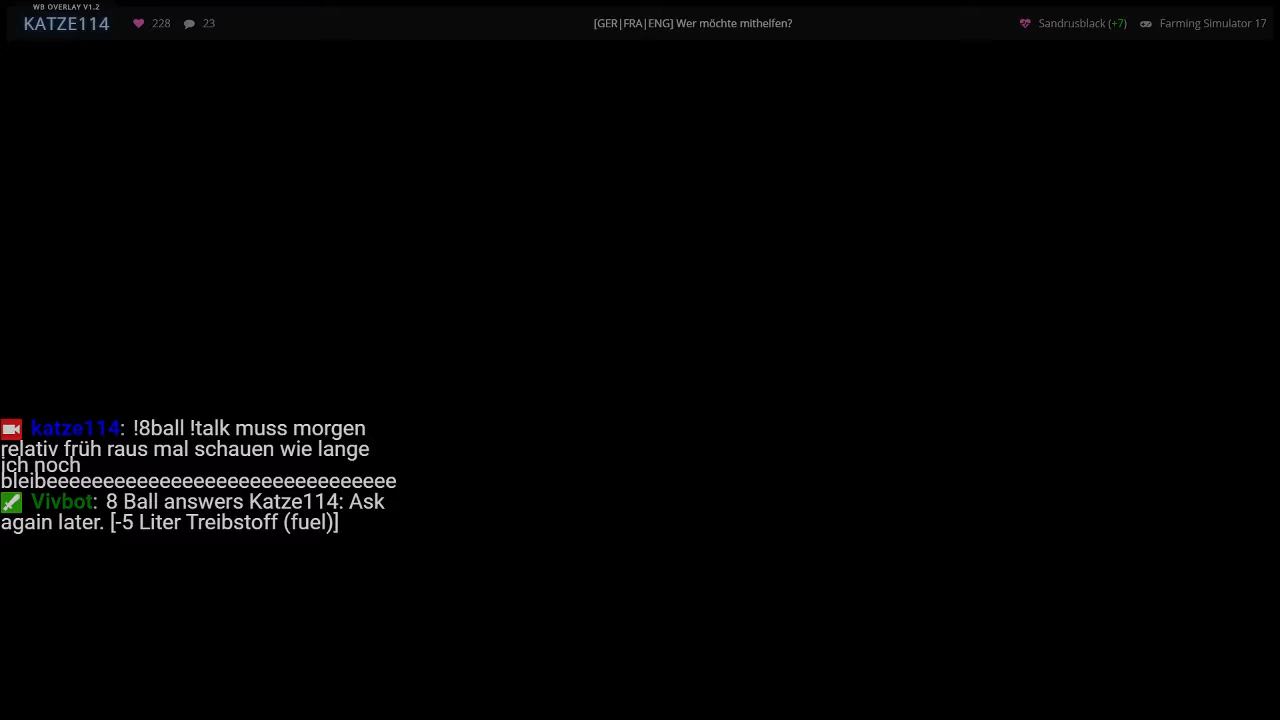 WB OVERLAY V1.2
KATZE114 228 23 [GER|FRA|ENG] Wer möchte mithelfen? Sandrusblack (+7) Farming Simulator 17
katze114: !8ball !talk muss morgen
relativ früh raus mal schauen wie lange
ich noch
bleibeeeeeeeeeeeeeeeeeeeeeeeeeeeeeee
Vivbot: 8 Ball answers Katze114: Ask
again later. [-5 Liter Treibstoff (fuel)]